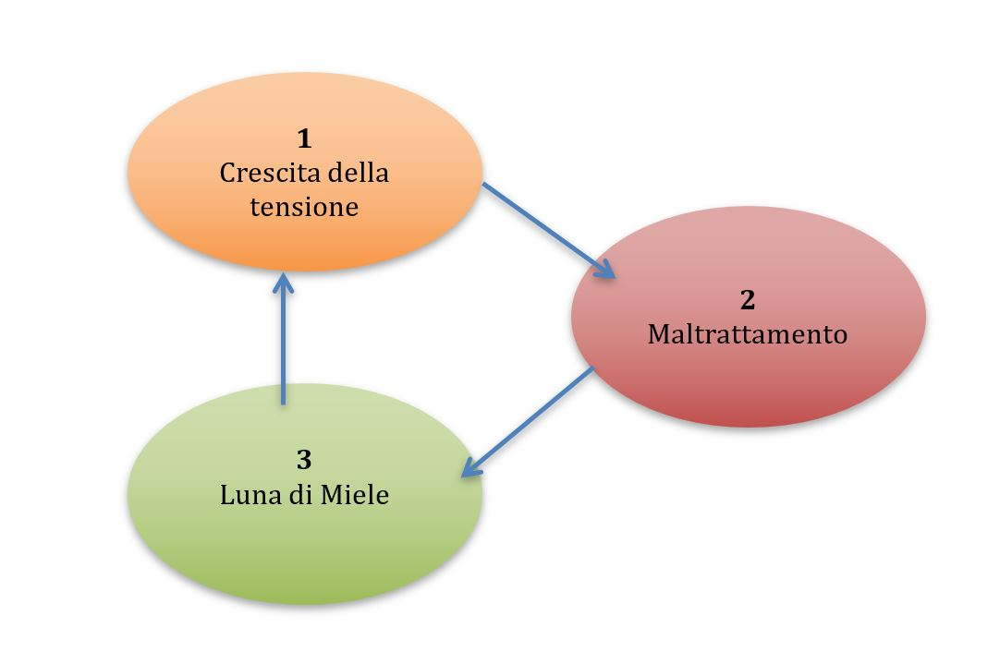 1
Crescita della
tensione
2
Maltrattamento
3
Luna di Miele